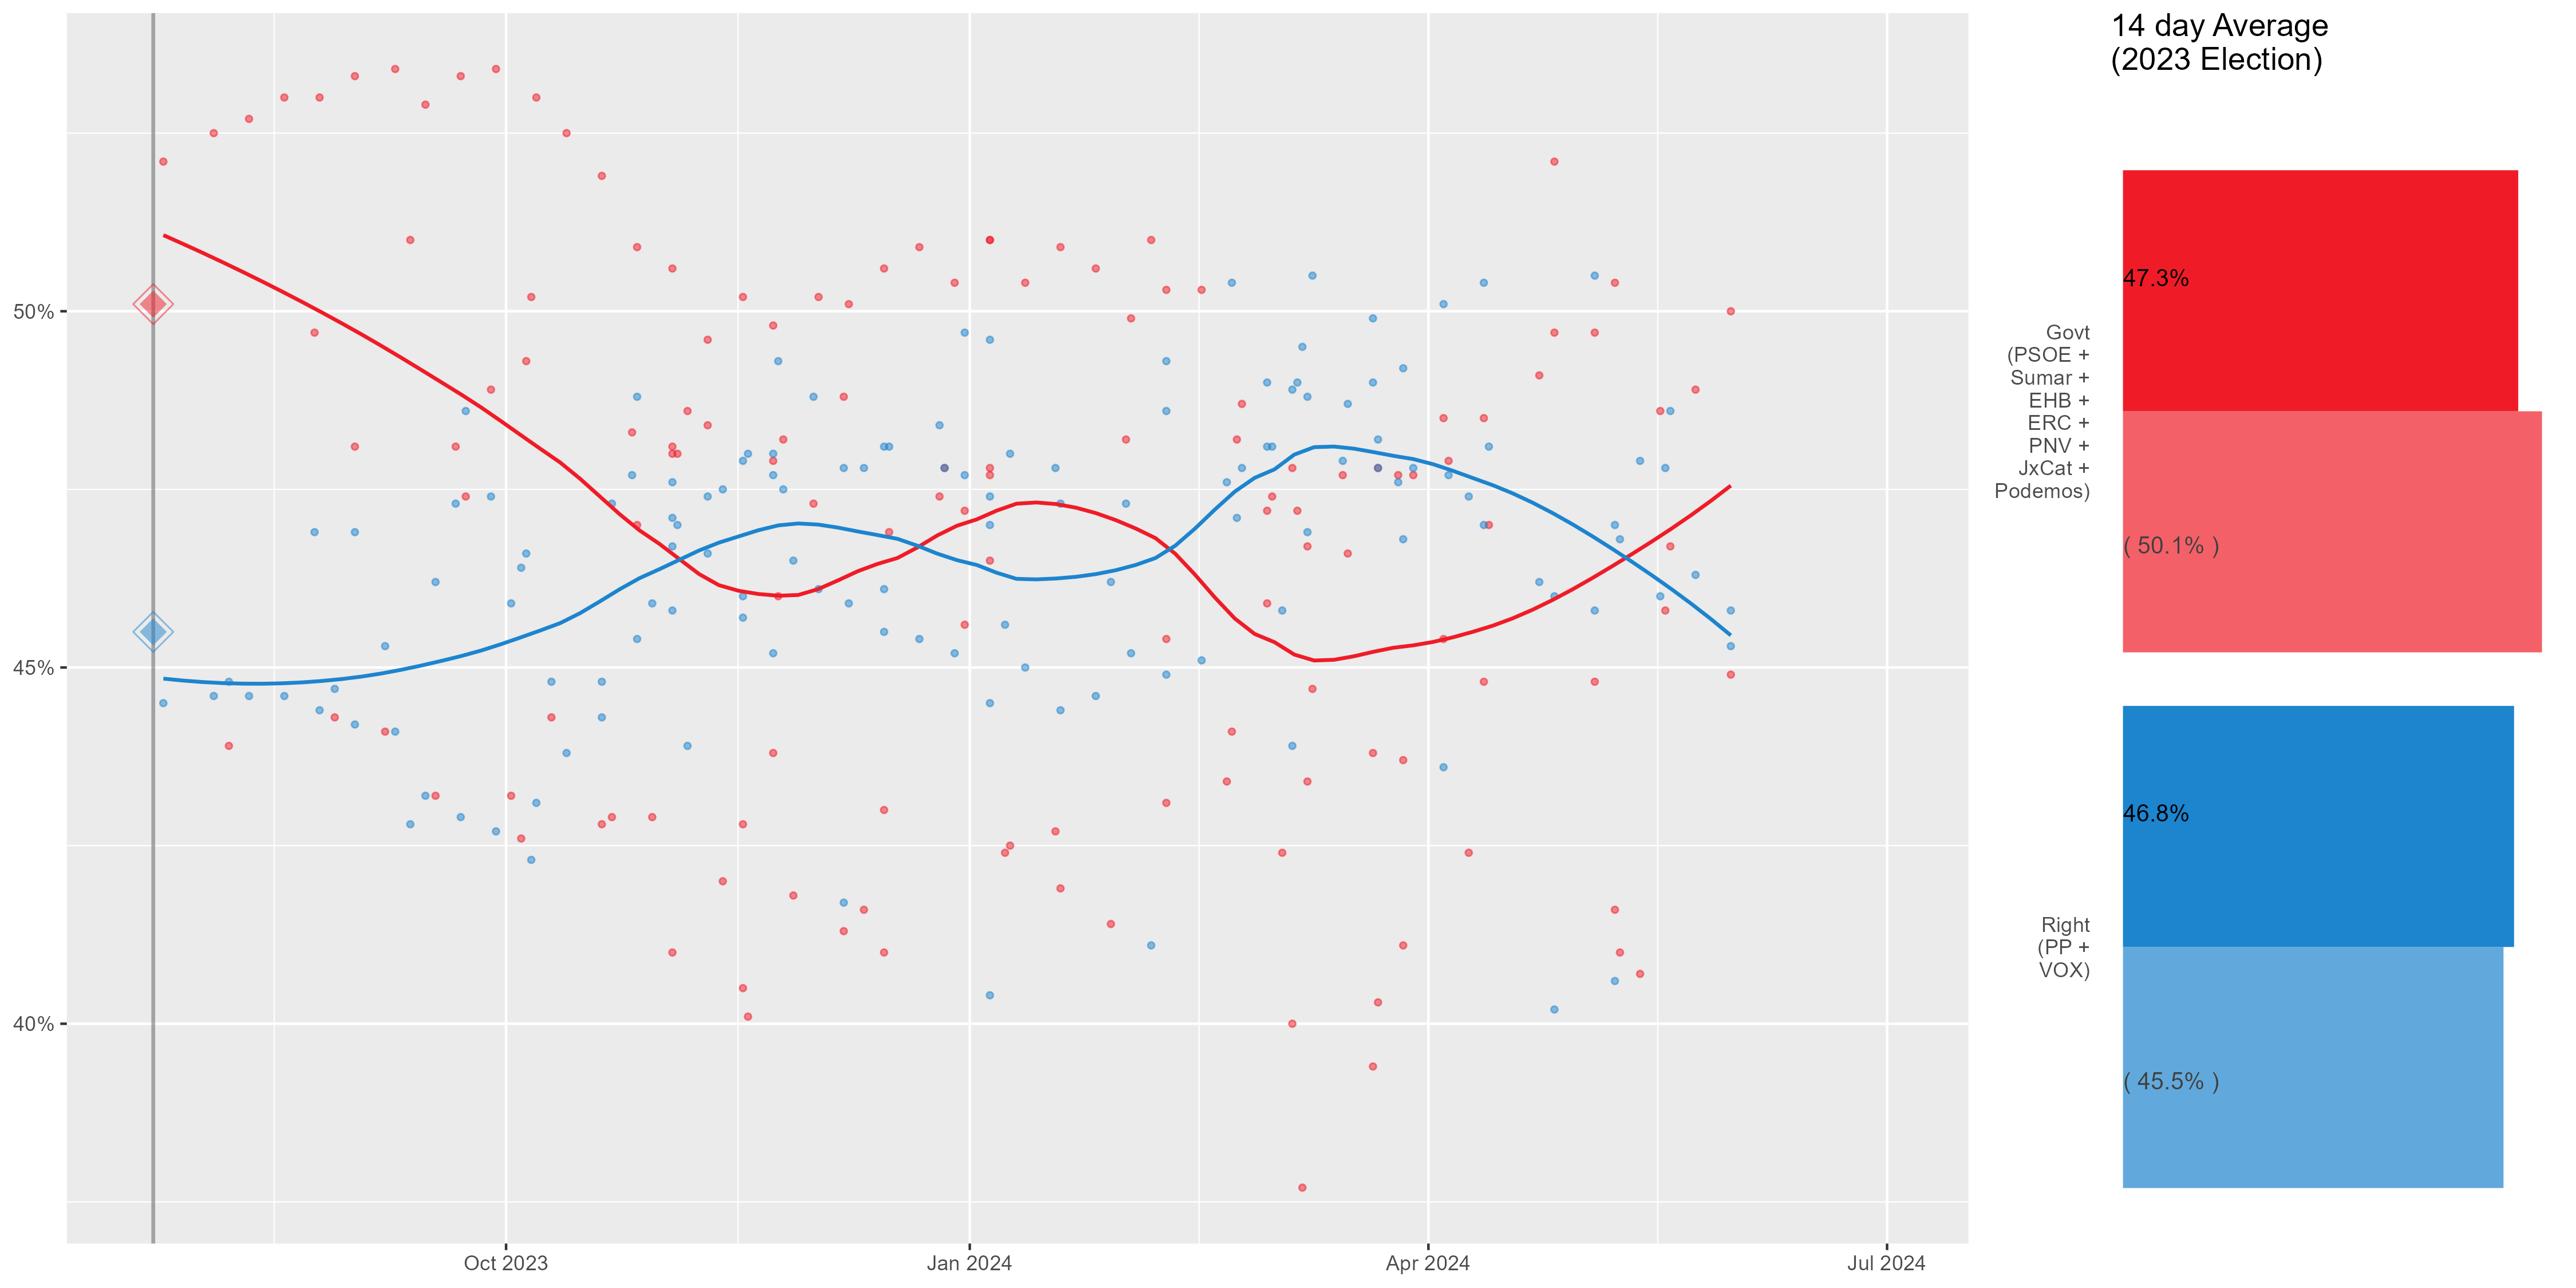 14 day Average
(2023 Election)
50%
45%
40%
Oct 2023
Jan 2024
Apr 2024
Jul 2024
Govt
(PSOE +
Sumar +
EHB +
ERC +
PNV +
JxCat +
Podemos)
47.3%
( 50.1% )
Right
(PP +
VOX)
46.8%
( 45.5% )